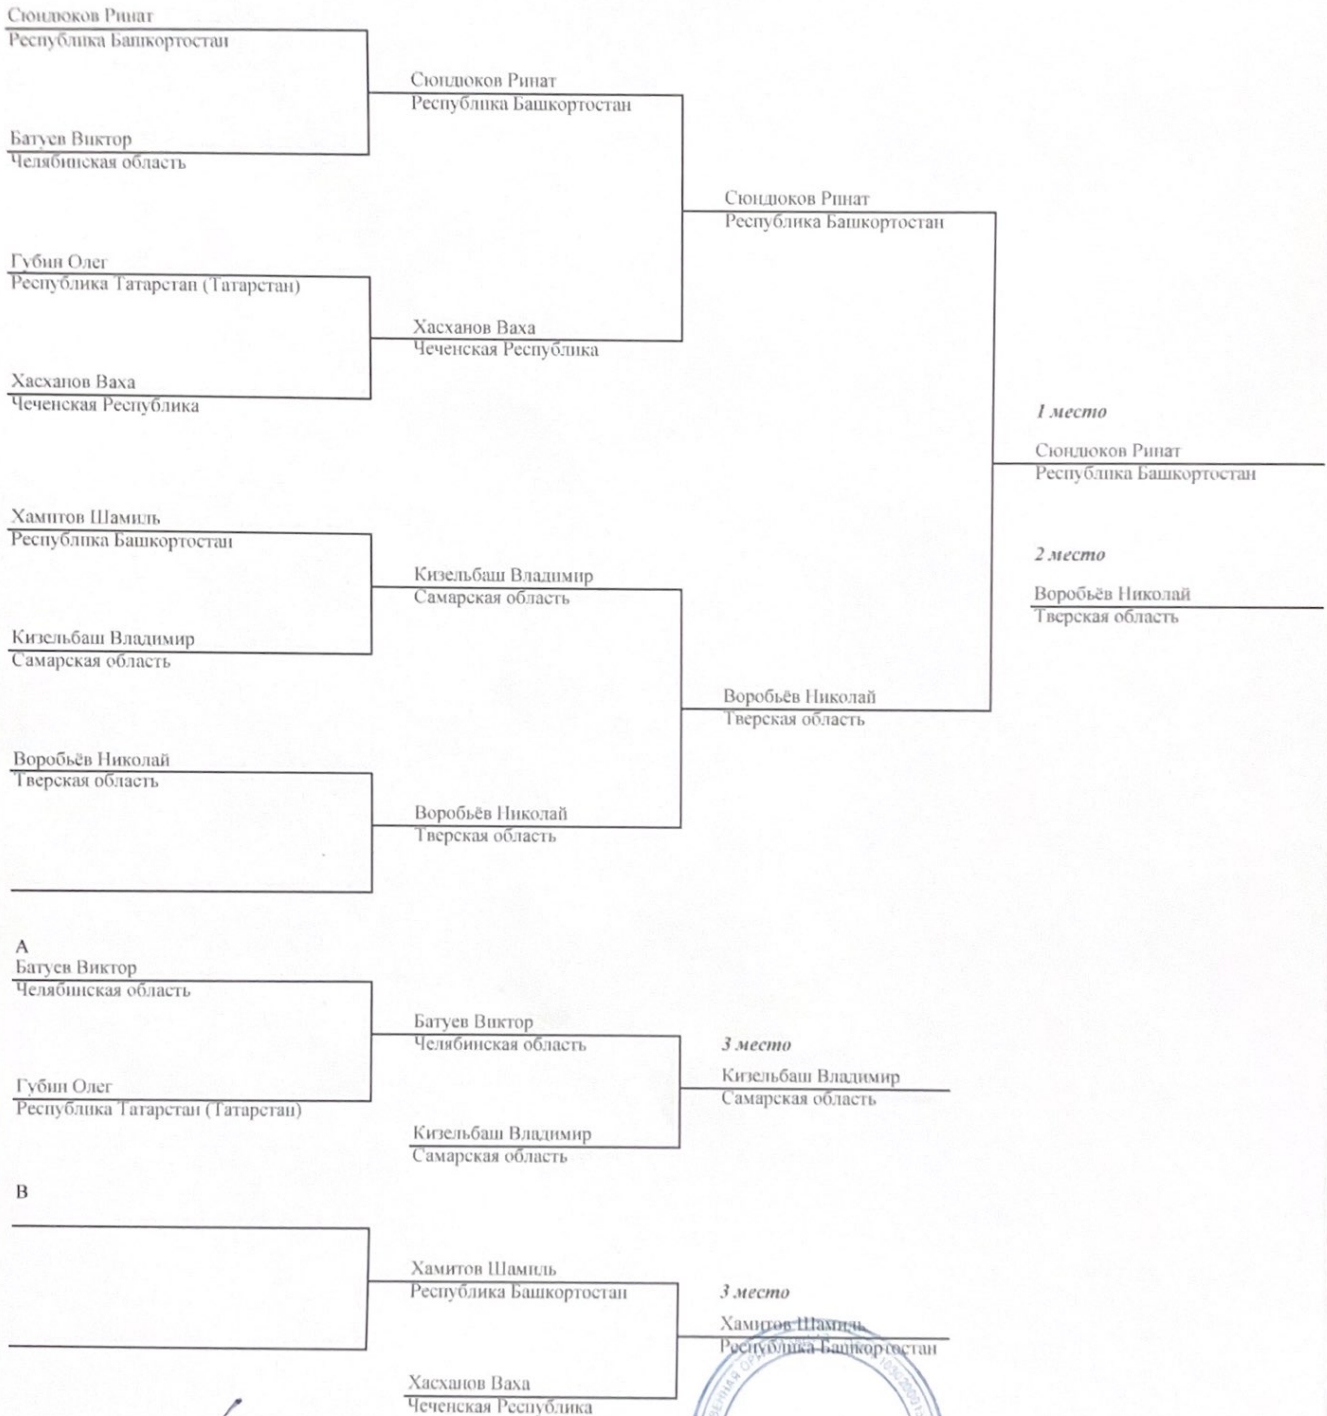 Сюндюков Ринат
Республика Башкортостан
Сюндюков Ринат
Республика Башкортостан
Батуев Виктор
Челябинская область
Сюндюков Ринат
Республика Башкортостан
Губин Олег
Республика Татарстан (Татарстан)
Хасханов Ваха
Чеченская Республика
Хасханов Ваха
Чеченская Республика
1 место
Сюндюков Ринат
Республика Башкортостан
Хамитов Шамиль
Республика Башкортостан
2 место
Кизельбаш Владимир
Самарская область
Воробьёв Николай
Тверская область
Кизельбаш Владимир
Самарская область
Воробьёв Николай
Тверская область
Воробьёв Николай
Тверская область
Воробьёв Николай
Тверская область
А
Батуев Виктор
Челябинская область
Батуев Виктор
Челябинская область
3 место
Кизельбаш Владимир
Самарская область
Губин Олег
Республика Татарстан (Татарстан)
Кизельбаш Владимир
Самарская область
В
Хамитов Шамиль
Республика Башкортостан
3 место
Хамитов Шамиль
Республика Башкортостан
Хасханов Ваха
Чеченская Республика